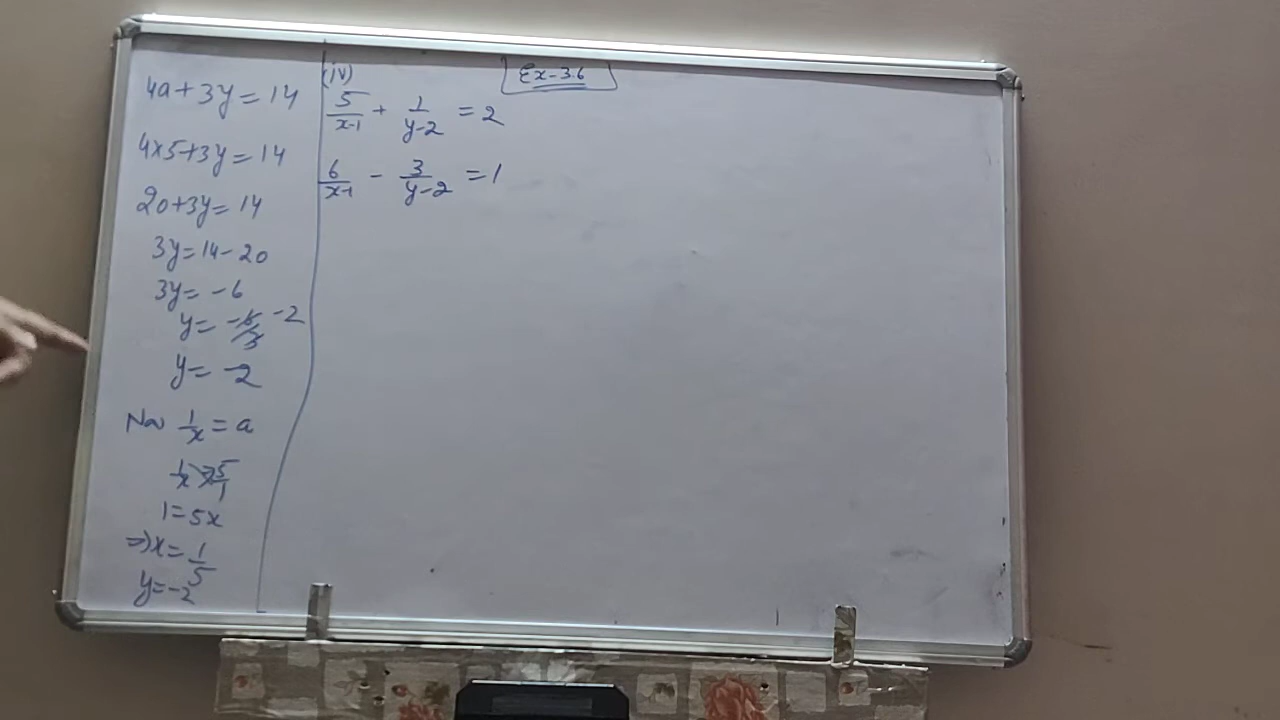 4a + 3y = 14
4x5+3y = 14
20+3y = 14
3y = 14 - 20
3y = -6
y = -6/3 -2
y = -2
Now 1/x = a
1/x = 5/1
1 = 5x
=> x = 1/5
y = -2
Ex-3.6
(iv)
5/x-1 + 1/y-2 = 2
6/x-1 - 3/y-2 = 1